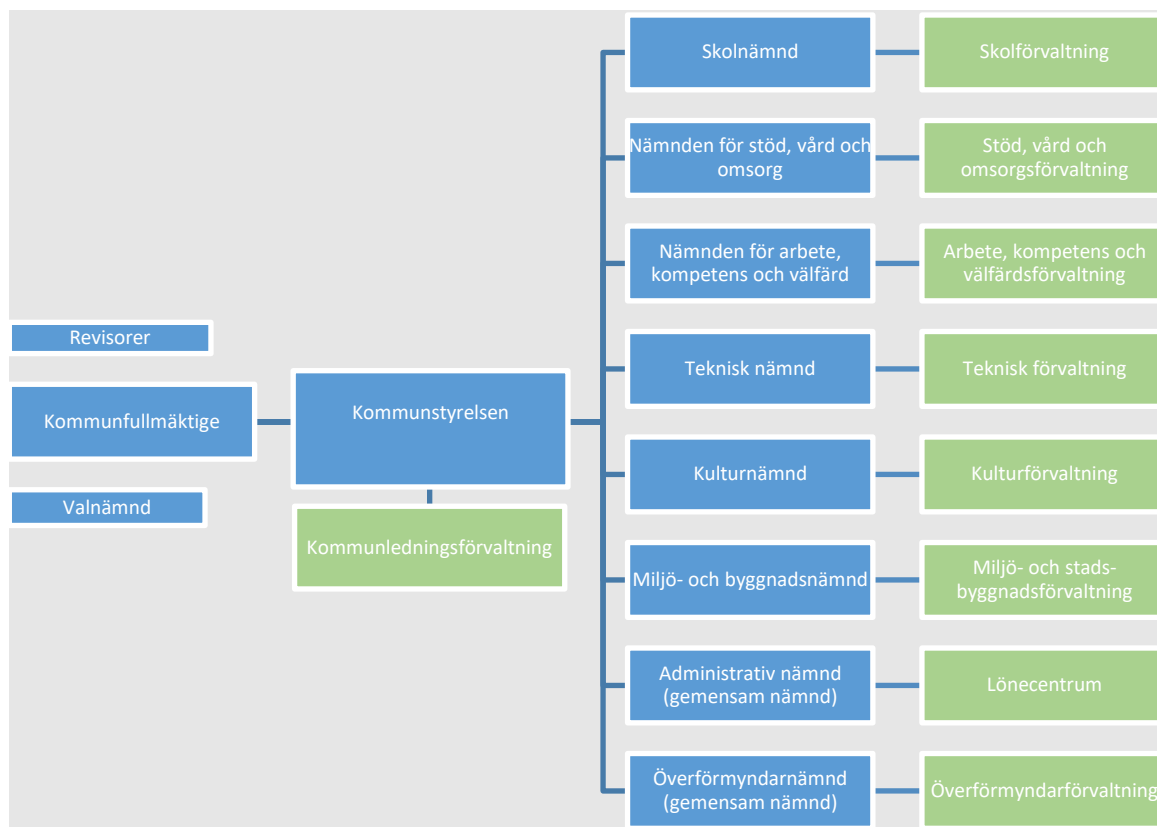 Revisorer
Kommunfullmäktige
Valnämnd
Kommunstyrelsen
Kommunledningsförvaltning
Skolnämnd
Skolförvaltning
Nämnden för stöd, vård och
omsorg
Stöd, vård och
omsorgsförvaltning
Nämnden för arbete,
kompetens och välfärd
Arbete, kompetens och
välfärdsförvaltning
Teknisk nämnd
Teknisk förvaltning
Kulturnämnd
Kulturförvaltning
Miljö- och byggnadsnämnd
Miljö- och stads-
byggnadsförvaltning
Administrativ nämnd
(gemensam nämnd)
Lönecentrum
Överförmyndarnämnd
(gemensam nämnd)
Överförmyndarförvaltning